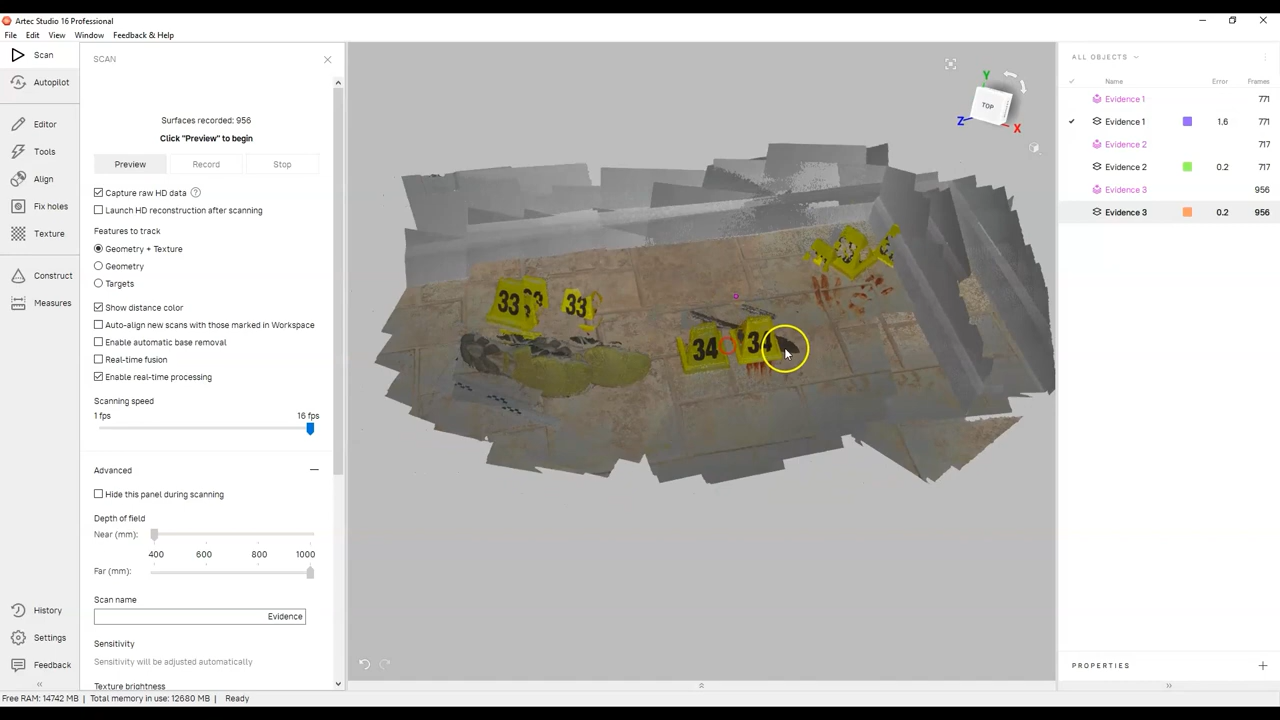 Artec Studio 16 Professional
File Edit View Window Feedback & Help
Scan
Autopilot
Editor
Tools
Align
Fix holes
Texture
Construct
Measures
History
Settings
Feedback
SCAN
Surfaces recorded: 956
Click "Preview" to begin
Preview Record Stop
Capture raw HD data ?
Launch HD reconstruction after scanning
Features to track
Geometry + Texture
Geometry
Targets
Show distance color
Auto-align new scans with those marked in Workspace
Enable automatic base removal
Real-time fusion
Enable real-time processing
Scanning speed
1 fps 16 fps
Advanced
Hide this panel during scanning
Depth of field
Near (mm):
400 600 800 1000
Far (mm):
Scan name
Evidence
Sensitivity
Sensitivity will be adjusted automatically
Texture brightness
Y
TOP
Z X
33 33
34 34
ALL OBJECTS
Name Error Frames
Evidence 1 771
Evidence 1 1.6 771
Evidence 2 717
Evidence 2 0.2 717
Evidence 3 956
Evidence 3 0.2 956
PROPERTIES
Free RAM: 14742 MB | Total memory in use: 12680 MB | Ready